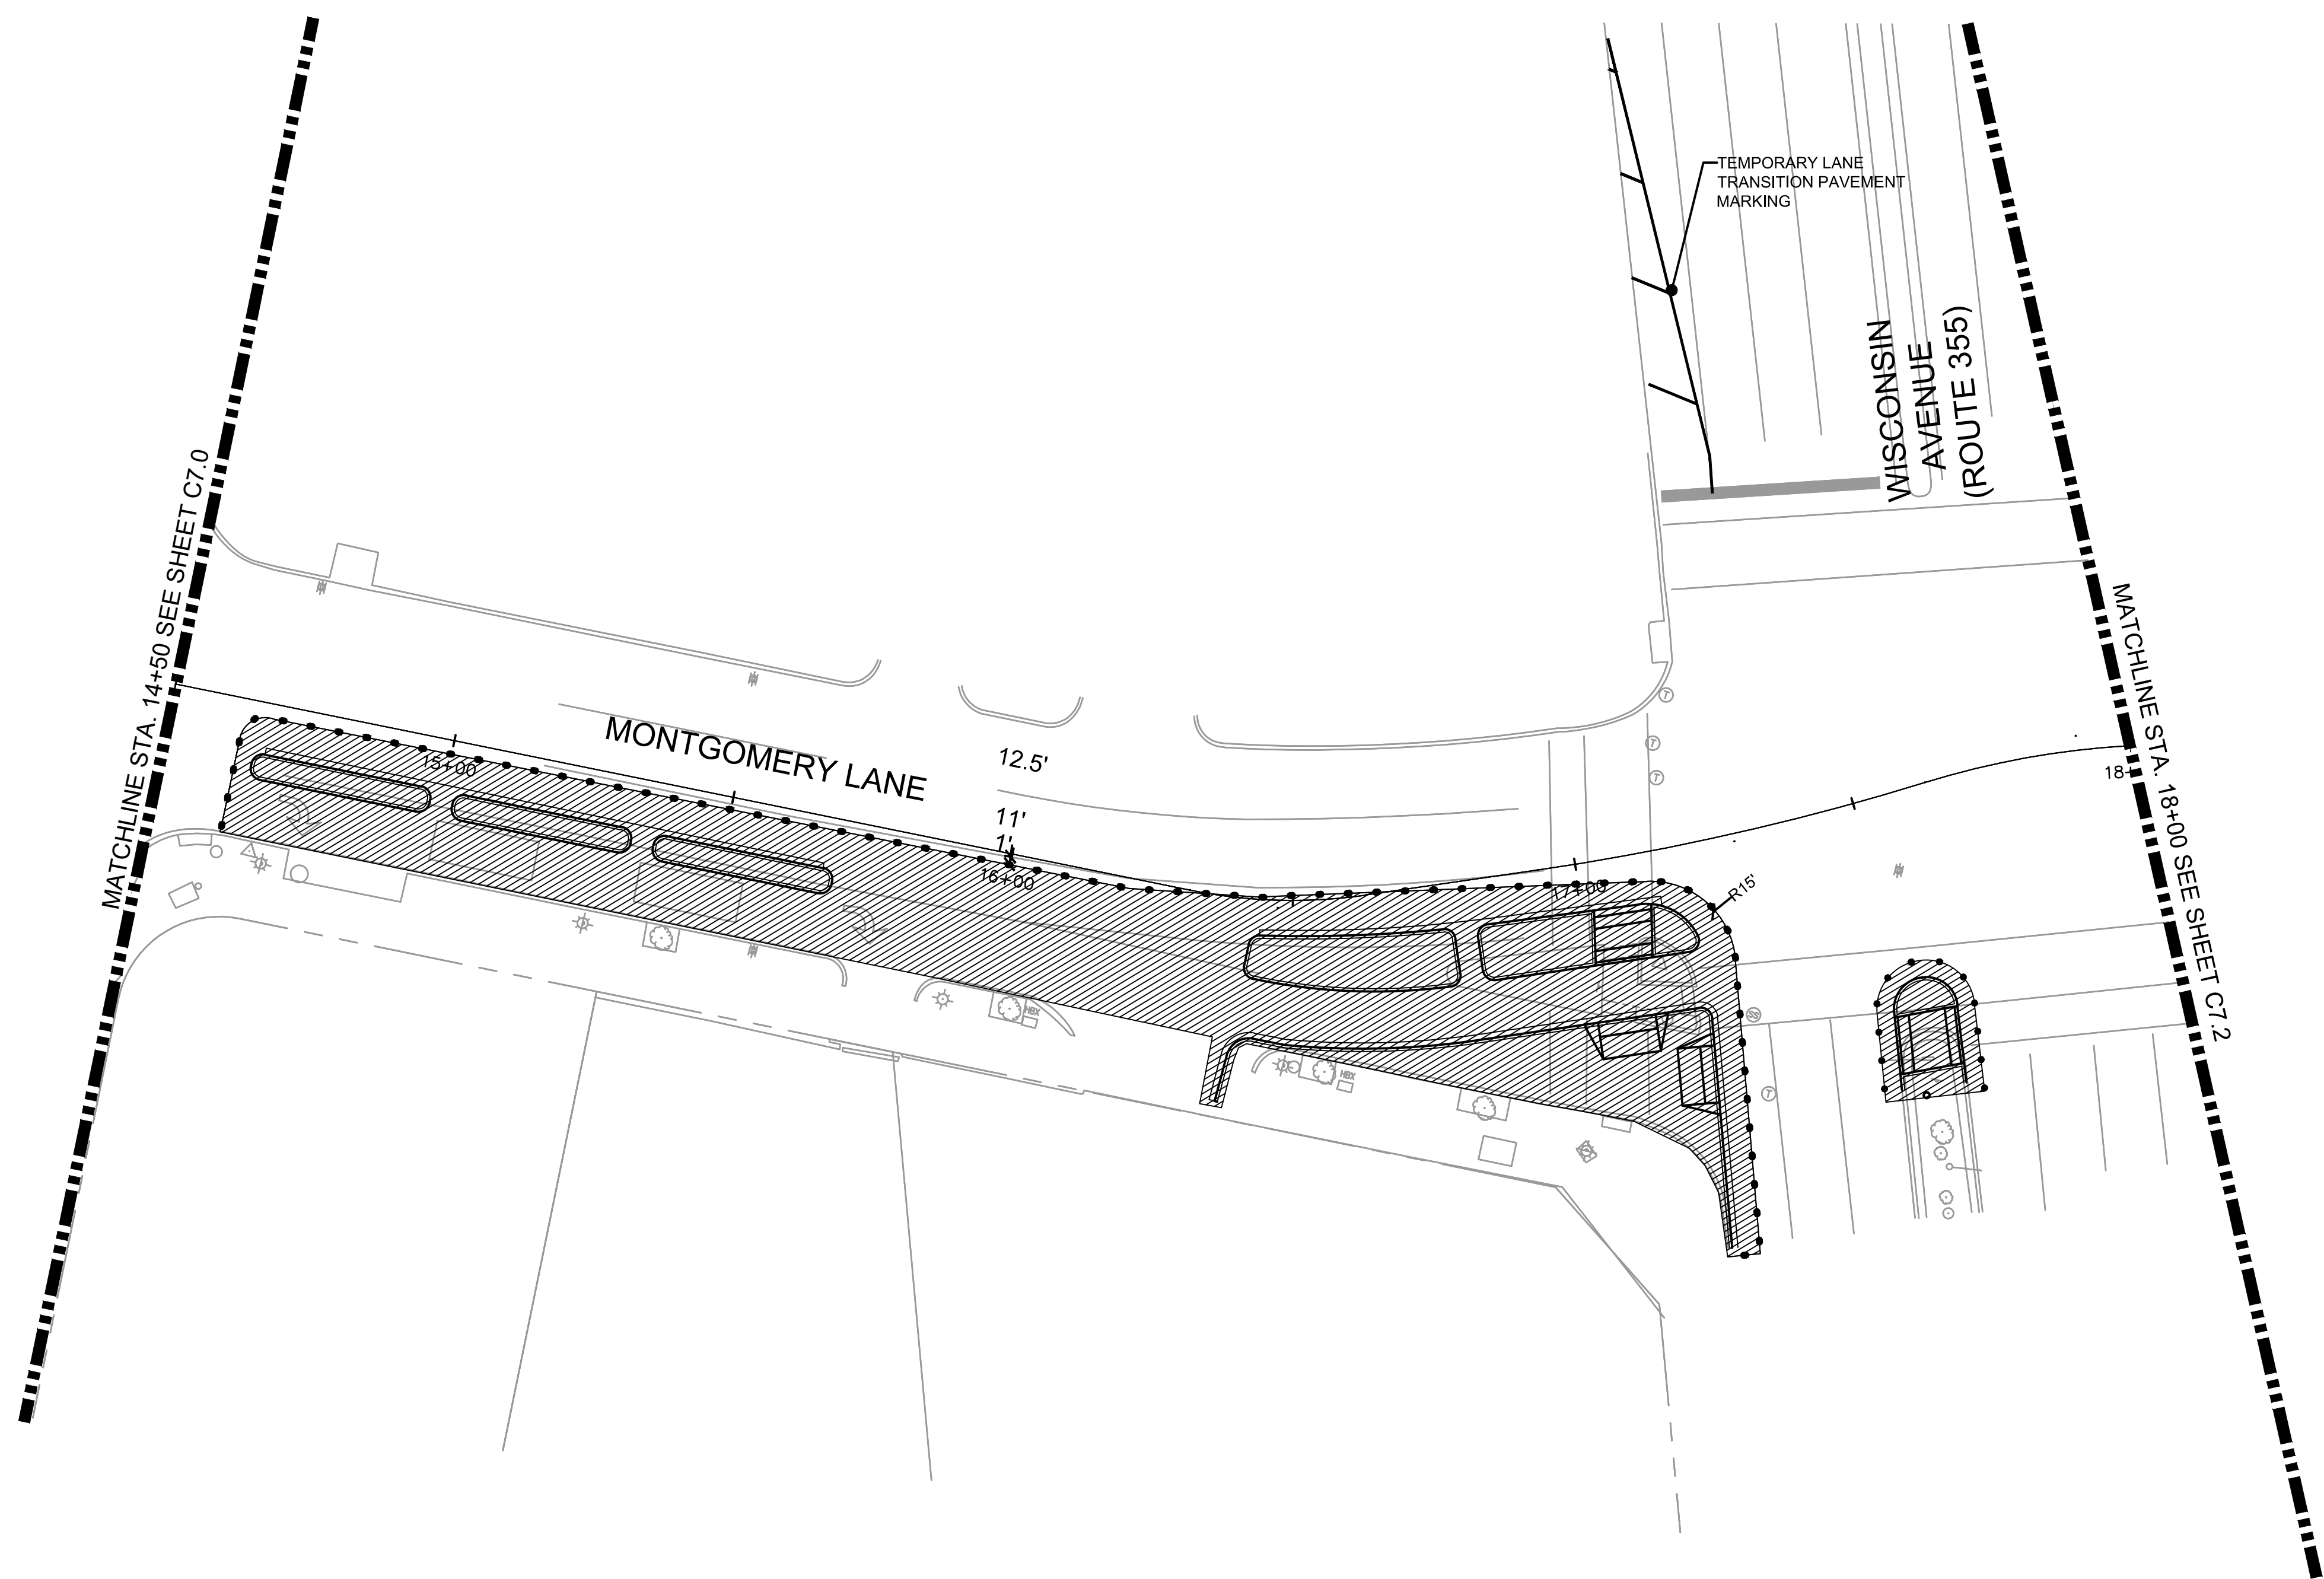 TEMPORARY LANE
TRANSITION PAVEMENT
MARKING
WISCONSIN
AVENUE
(ROUTE 355)
MATCHLINE STA. 14+50 SEE SHEET C7.0
MATCHLINE STA. 18+00 SEE SHEET C7.2
MONTGOMERY LANE
12.5'
11'
1'
15+00
16+00
17+00
18+
R15'
T
T
T
SS
T
HBX
HBX